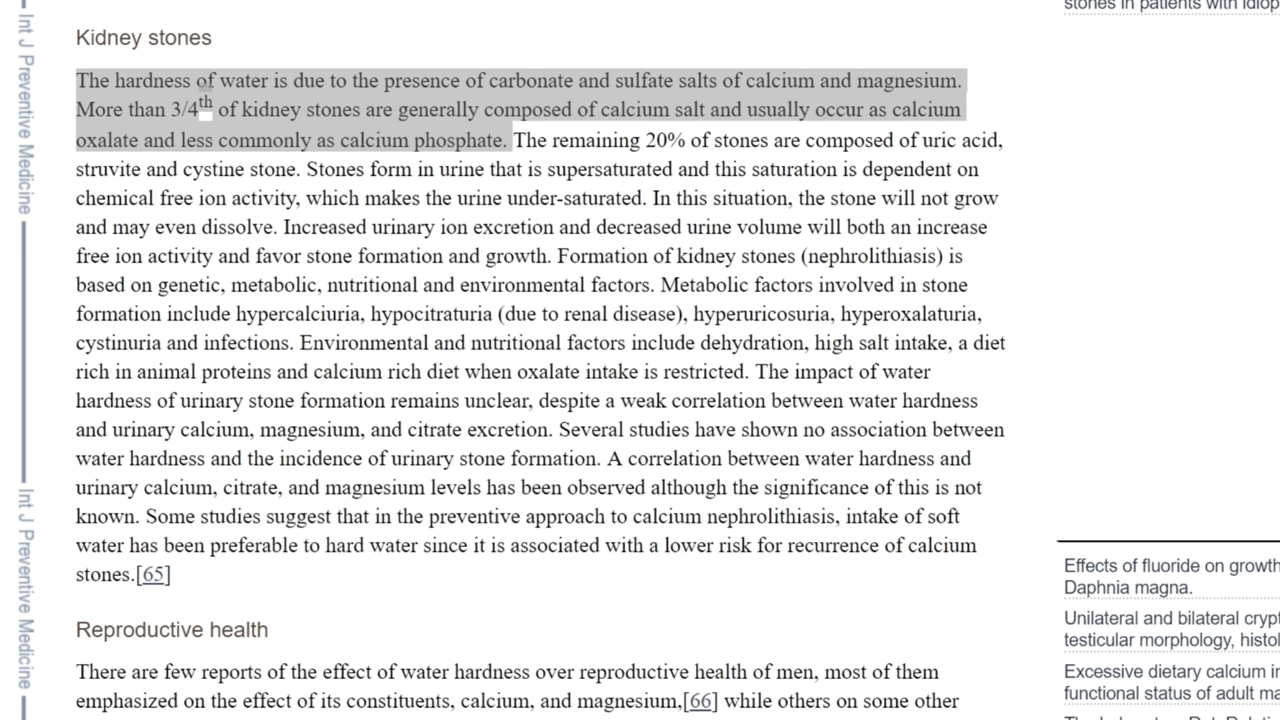 Int J Preventive Medicine
Int J Preventive Medicine
Kidney stones
The hardness of water is due to the presence of carbonate and sulfate salts of calcium and magnesium.
More than 3/4th of kidney stones are generally composed of calcium salt and usually occur as calcium
oxalate and less commonly as calcium phosphate. The remaining 20% of stones are composed of uric acid,
struvite and cystine stone. Stones form in urine that is supersaturated and this saturation is dependent on
chemical free ion activity, which makes the urine under-saturated. In this situation, the stone will not grow
and may even dissolve. Increased urinary ion excretion and decreased urine volume will both an increase
free ion activity and favor stone formation and growth. Formation of kidney stones (nephrolithiasis) is
based on genetic, metabolic, nutritional and environmental factors. Metabolic factors involved in stone
formation include hypercalciuria, hypocitraturia (due to renal disease), hyperuricosuria, hyperoxalaturia,
cystinuria and infections. Environmental and nutritional factors include dehydration, high salt intake, a diet
rich in animal proteins and calcium rich diet when oxalate intake is restricted. The impact of water
hardness of urinary stone formation remains unclear, despite a weak correlation between water hardness
and urinary calcium, magnesium, and citrate excretion. Several studies have shown no association between
water hardness and the incidence of urinary stone formation. A correlation between water hardness and
urinary calcium, citrate, and magnesium levels has been observed although the significance of this is not
known. Some studies suggest that in the preventive approach to calcium nephrolithiasis, intake of soft
water has been preferable to hard water since it is associated with a lower risk for recurrence of calcium
stones.[65]
Reproductive health
There are few reports of the effect of water hardness over reproductive health of men, most of them
emphasized on the effect of its constituents, calcium, and magnesium,[66] while others on some other
stones in patients with idiop
Effects of fluoride on growth
Daphnia magna.
Unilateral and bilateral crypt
testicular morphology, histol
Excessive dietary calcium in
functional status of adult ma